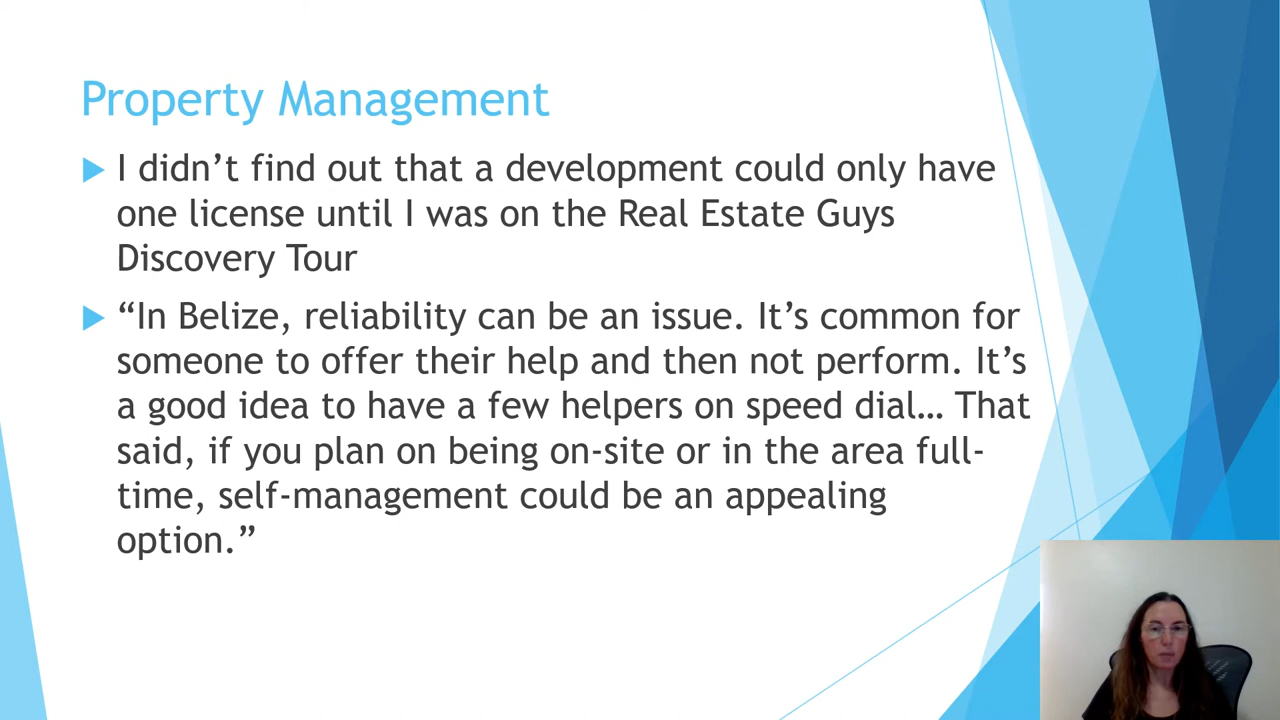 Property Management
I didn’t find out that a development could only have
one license until I was on the Real Estate Guys
Discovery Tour
“In Belize, reliability can be an issue. It’s common for
someone to offer their help and then not perform. It’s
a good idea to have a few helpers on speed dial… That
said, if you plan on being on-site or in the area full-
time, self-management could be an appealing
option.”